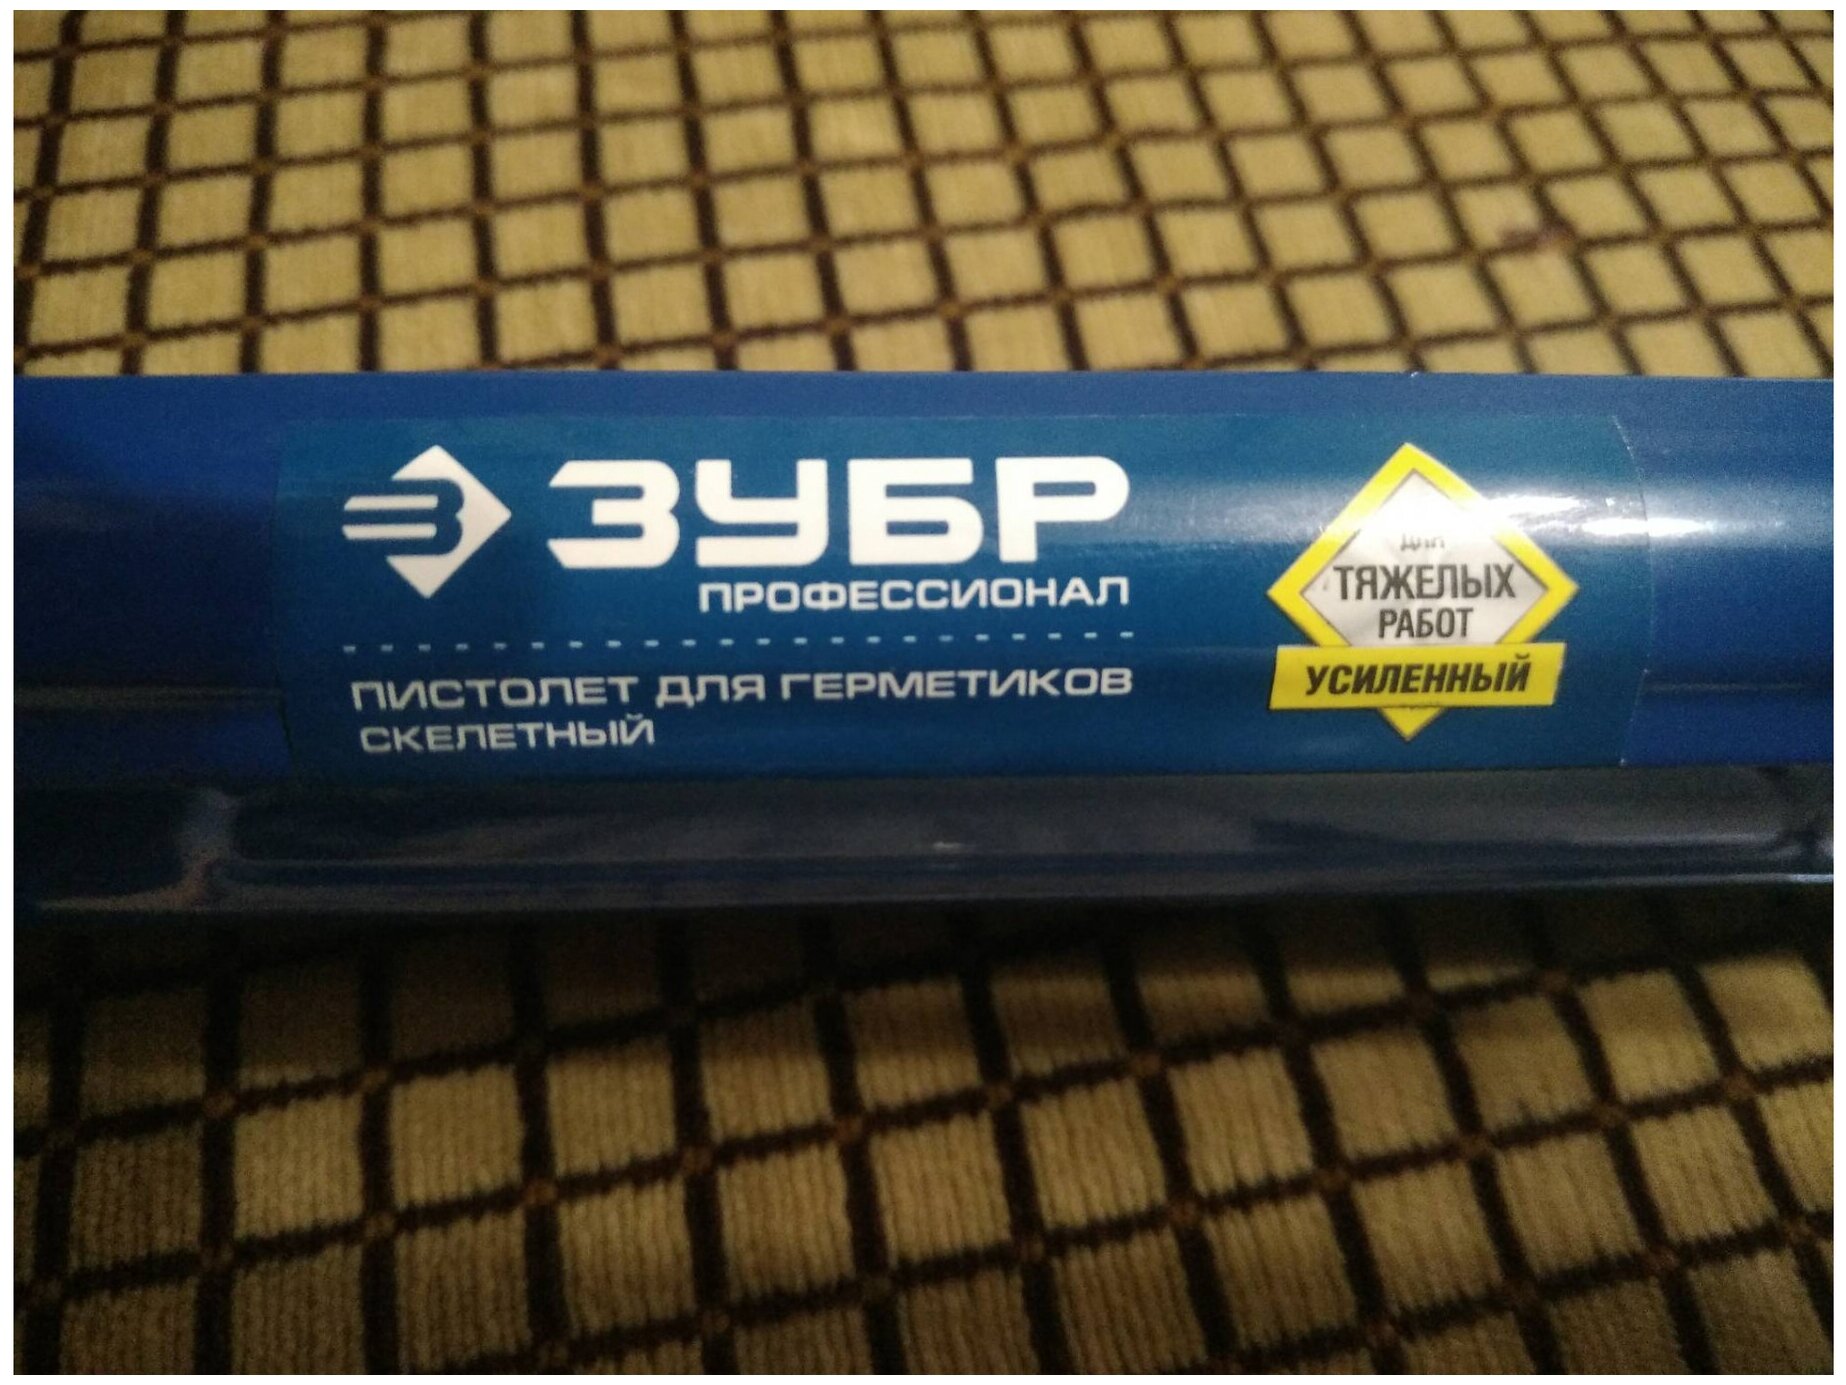 ЗУБР
ПРОФЕССИОНАЛ
ПИСТОЛЕТ ДЛЯ ГЕРМЕТИКОВ
СКЕЛЕТНЫЙ
ДЛЯ
ТЯЖЕЛЫХ
РАБОТ
УСИЛЕННЫЙ